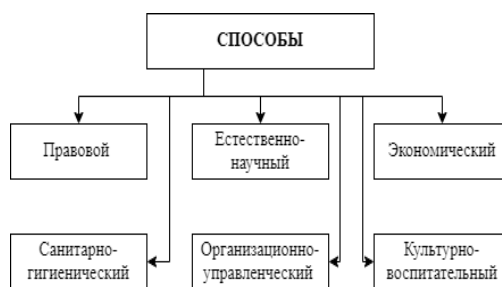 СПОСОБЫ
Правовой
Естественно-
научный
Экономический
Санитарно-
гигиенический
Организационно-
управленческий
Культурно-
воспитательный